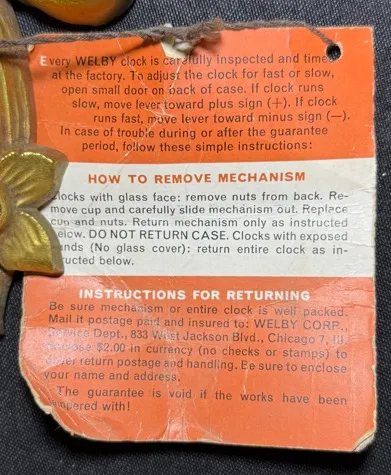 Every WELBY clock is carefully inspected and timed
at the factory. To adjust the clock for fast or slow,
open small door on back of case. If clock runs
slow, move lever toward plus sign (+). If clock
runs fast, move lever toward minus sign (—).
In case of trouble during or after the guarantee
period, follow these simple instructions:
HOW TO REMOVE MECHANISM
Clocks with glass face: remove nuts from back. Re-
move cup and carefully slide mechanism out. Replace
cup and nuts. Return mechanism only as instructed
below. DO NOT RETURN CASE. Clocks with exposed
hands (No glass cover): return entire clock as in-
structed below.
INSTRUCTIONS FOR RETURNING
Be sure mechanism or entire clock is well packed.
Mail it postage paid and insured to: WELBY CORP.,
Service Dept., 833 West Jackson Blvd., Chicago 7, Ill.
Enclose $2.00 in currency (no checks or stamps) to
cover return postage and handling. Be sure to enclose
your name and address.
The guarantee is void if the works have been
tampered with!